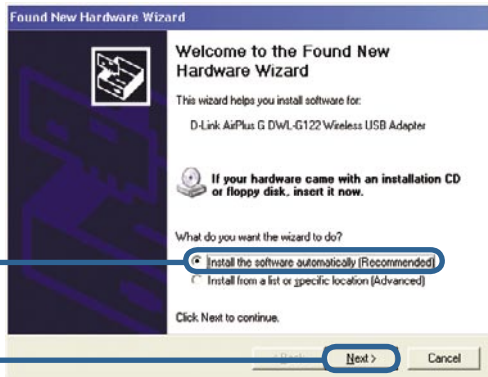 Found New Hardware Wizard
Welcome to the Found New
Hardware Wizard
This wizard helps you install software for:
D-Link AirPlus G DWL-G122 Wireless USB Adapter
If your hardware came with an installation CD
or floppy disk, insert it now.
What do you want the wizard to do?
Install the software automatically (Recommended)
Install from a list or specific location (Advanced)
Click Next to continue.
Next > Cancel